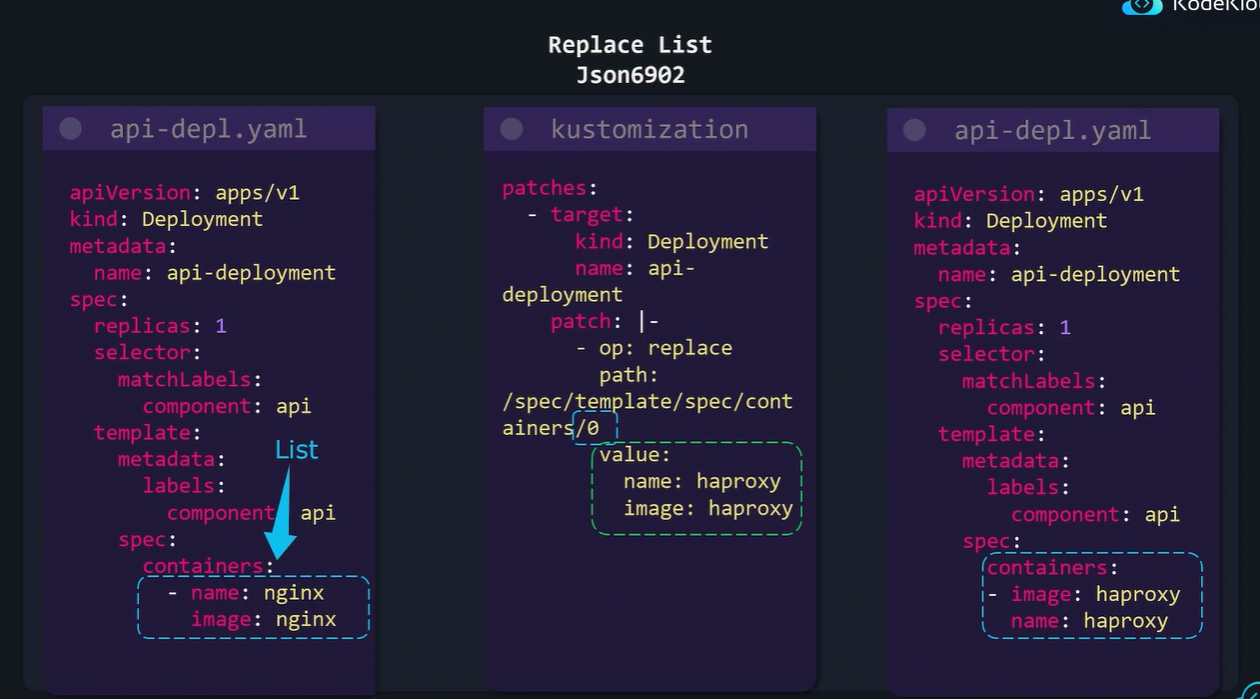 KodeKlo
Replace List
Json6902
api-depl.yaml
apiVersion: apps/v1
kind: Deployment
metadata:
  name: api-deployment
spec:
  replicas: 1
  selector:
    matchLabels:
      component: api
  template:
    metadata:
      labels:
        component api
    spec:
      containers:
        - name: nginx
          image: nginx
List
kustomization
patches:
  - target:
      kind: Deployment
      name: api-
deployment
    patch: |-
      - op: replace
        path:
/spec/template/spec/cont
ainers/0
        value:
          name: haproxy
          image: haproxy
api-depl.yaml
apiVersion: apps/v1
kind: Deployment
metadata:
  name: api-deployment
spec:
  replicas: 1
  selector:
    matchLabels:
      component: api
  template:
    metadata:
      labels:
        component: api
    spec:
      containers:
      - image: haproxy
        name: haproxy